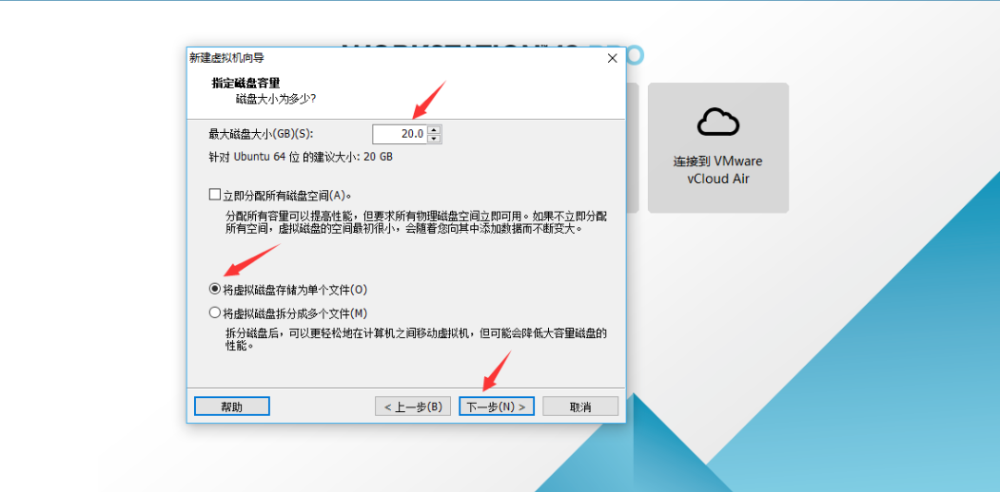 新建虚拟机向导
指定磁盘容量
磁盘大小为多少?
最大磁盘大小(GB)(S):
20.0
针对 Ubuntu 64 位 的建议大小: 20 GB
立即分配所有磁盘空间(A)。
分配所有容量可以提高性能，但要求所有物理磁盘空间立即可用。如果不立即分配
所有空间，虚拟磁盘的空间最初很小，会随着您向其中添加数据而不断变大。
将虚拟磁盘存储为单个文件(O)
将虚拟磁盘拆分成多个文件(M)
拆分磁盘后，可以更轻松地在计算机之间移动虚拟机，但可能会降低大容量磁盘的
性能。
帮助
< 上一步(B)
下一步(N) >
取消
连接到 VMware
vCloud Air